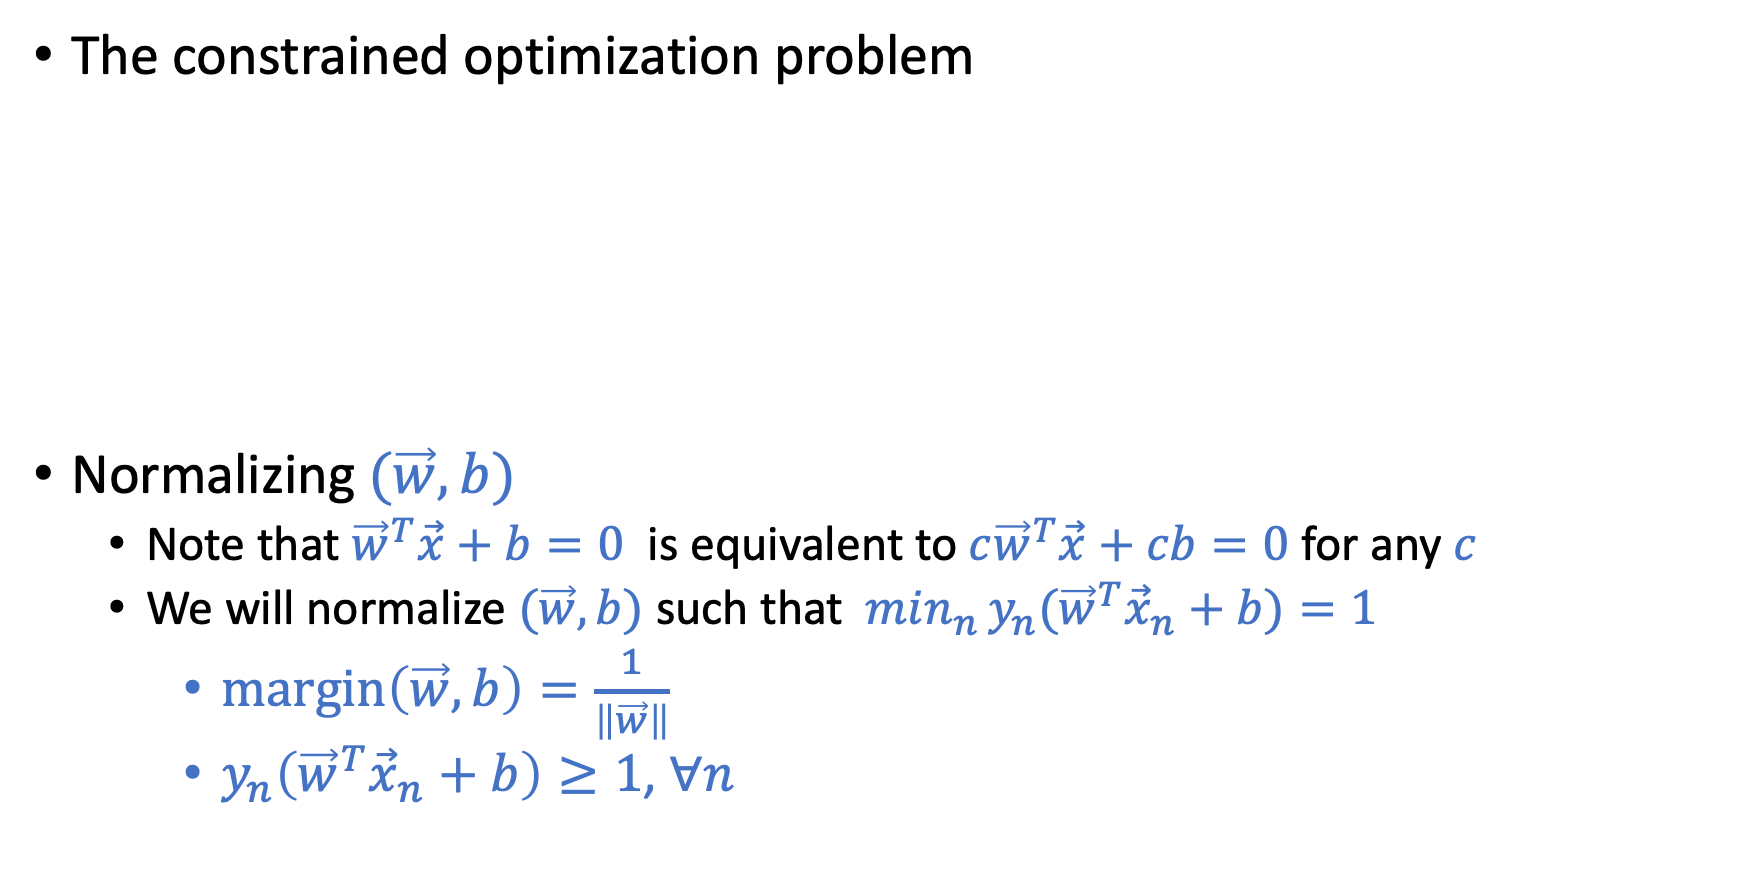 • The constrained optimization problem
• Normalizing (w⃗, b)
• Note that w⃗ᵀx⃗ + b = 0 is equivalent to cw⃗ᵀx⃗ + cb = 0 for any c
• We will normalize (w⃗, b) such that minₙ yₙ(w⃗ᵀx⃗ₙ + b) = 1
• margin(w⃗, b) = 1/‖w⃗‖
• yₙ(w⃗ᵀx⃗ₙ + b) ≥ 1, ∀n